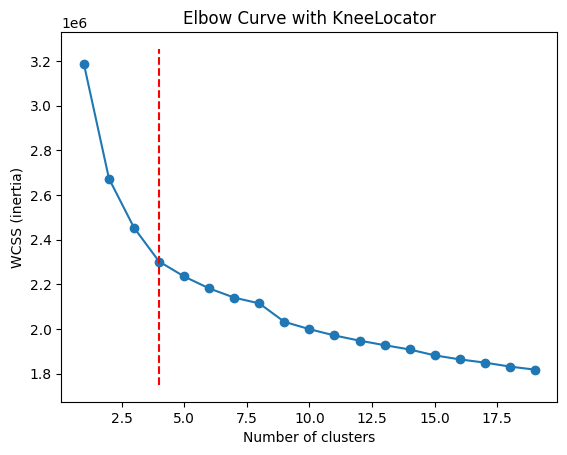 Elbow Curve with KneeLocator
1e6
3.2
3.0
2.8
2.6
2.4
2.2
2.0
1.8
WCSS (inertia)
2.5 5.0 7.5 10.0 12.5 15.0 17.5
Number of clusters